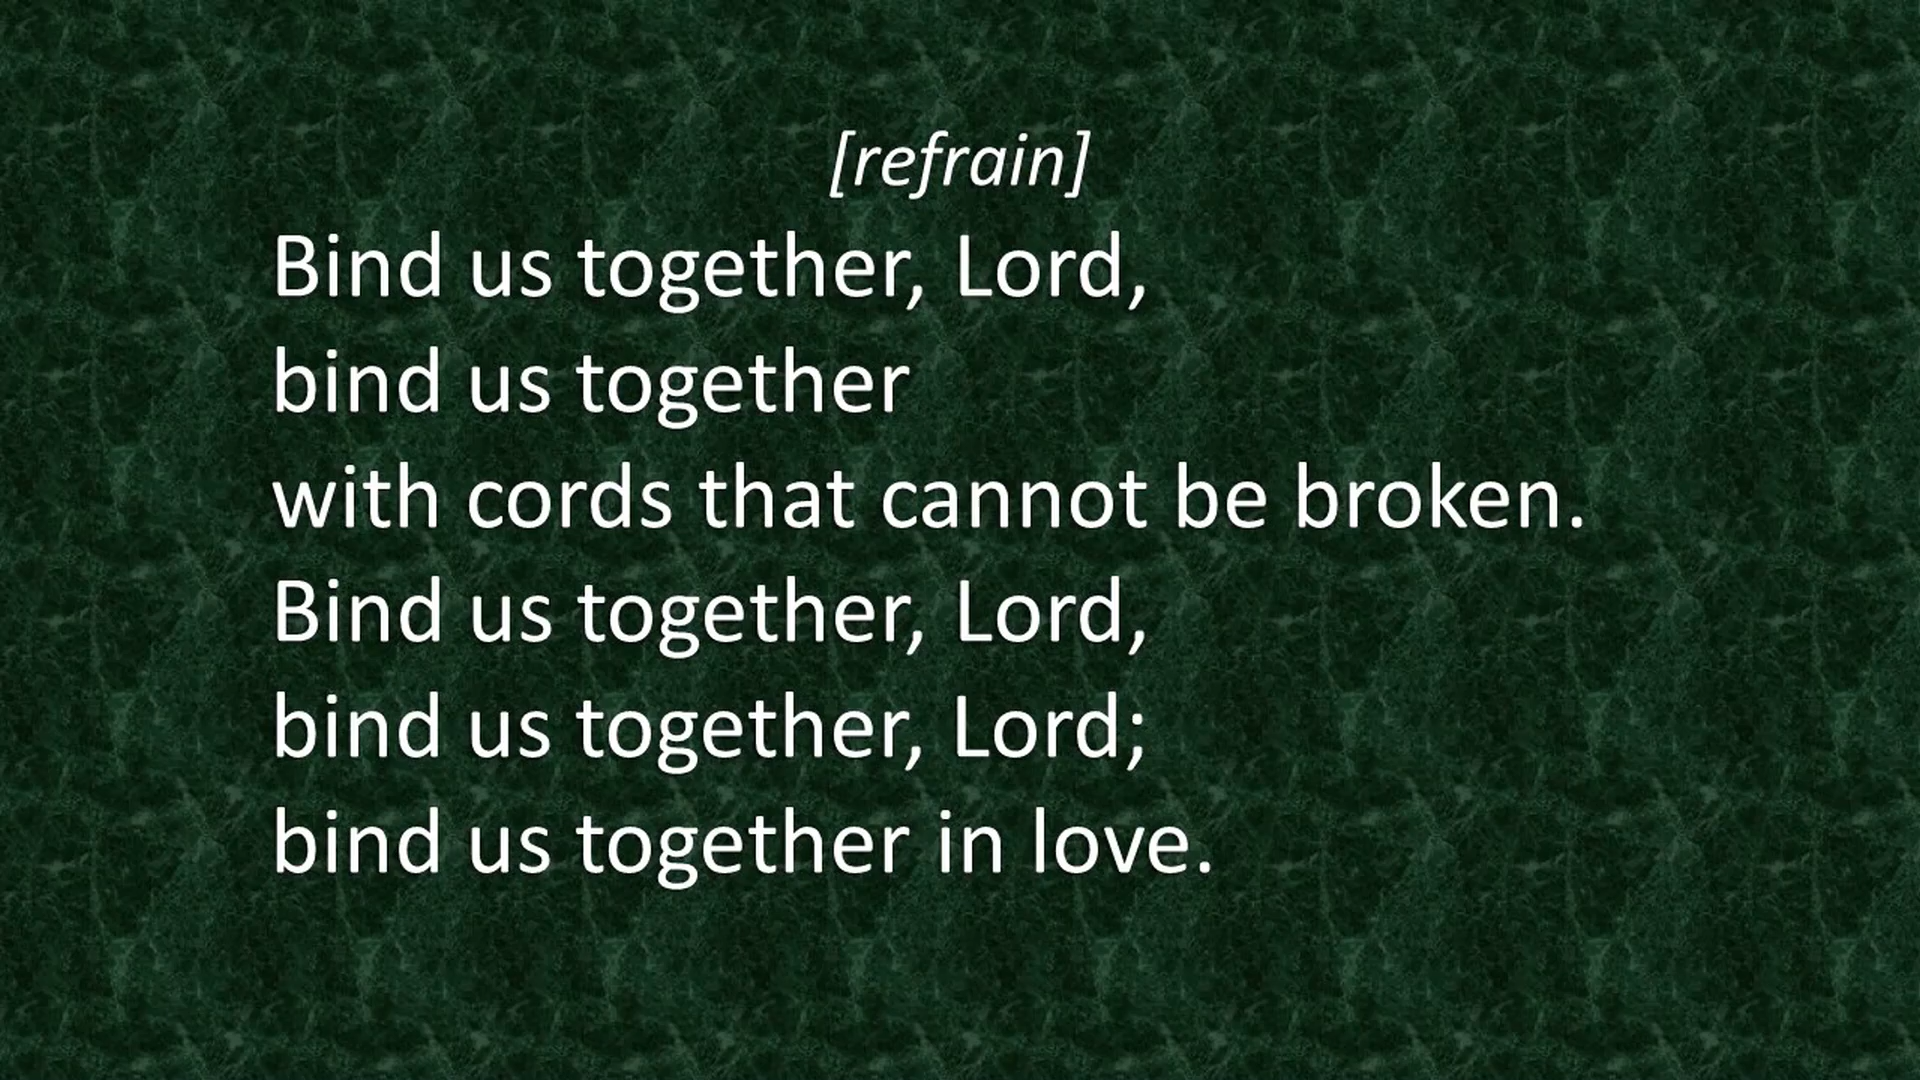 [refrain]
Bind us together, Lord,
bind us together
with cords that cannot be broken.
Bind us together, Lord,
bind us together, Lord;
bind us together in love.